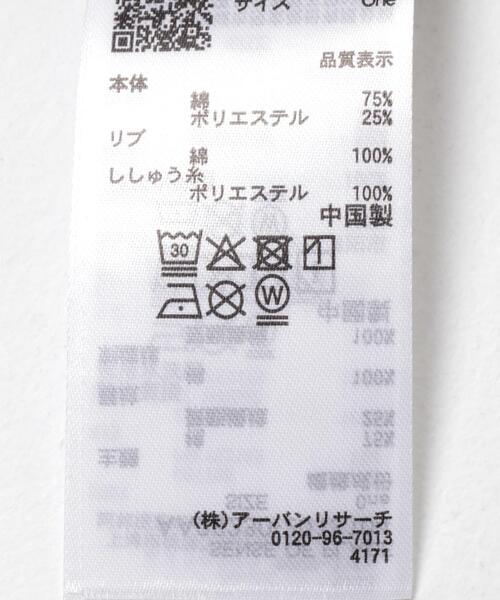 サイズ One
品質表示
本体
綿 75%
ポリエステル 25%
リブ
綿 100%
ししゅう糸
ポリエステル 100%
中国製
30
W
(株)アーバンリサーチ
0120-96-7013
4171